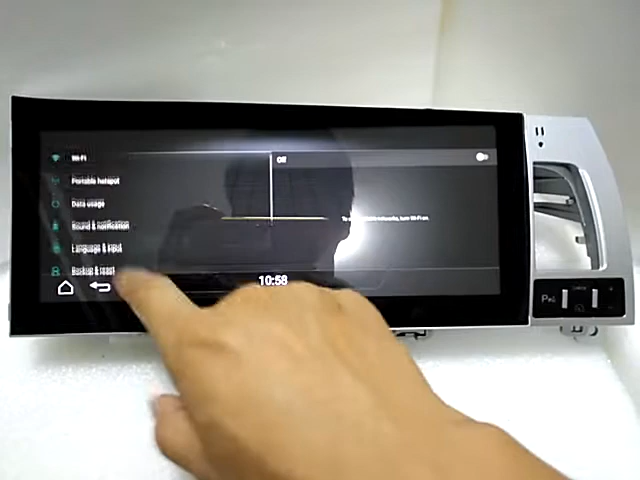 Wi-Fi
Off
Portable hotspot
Data usage
Sound & notification
Language & input
Backup & reset
10:58